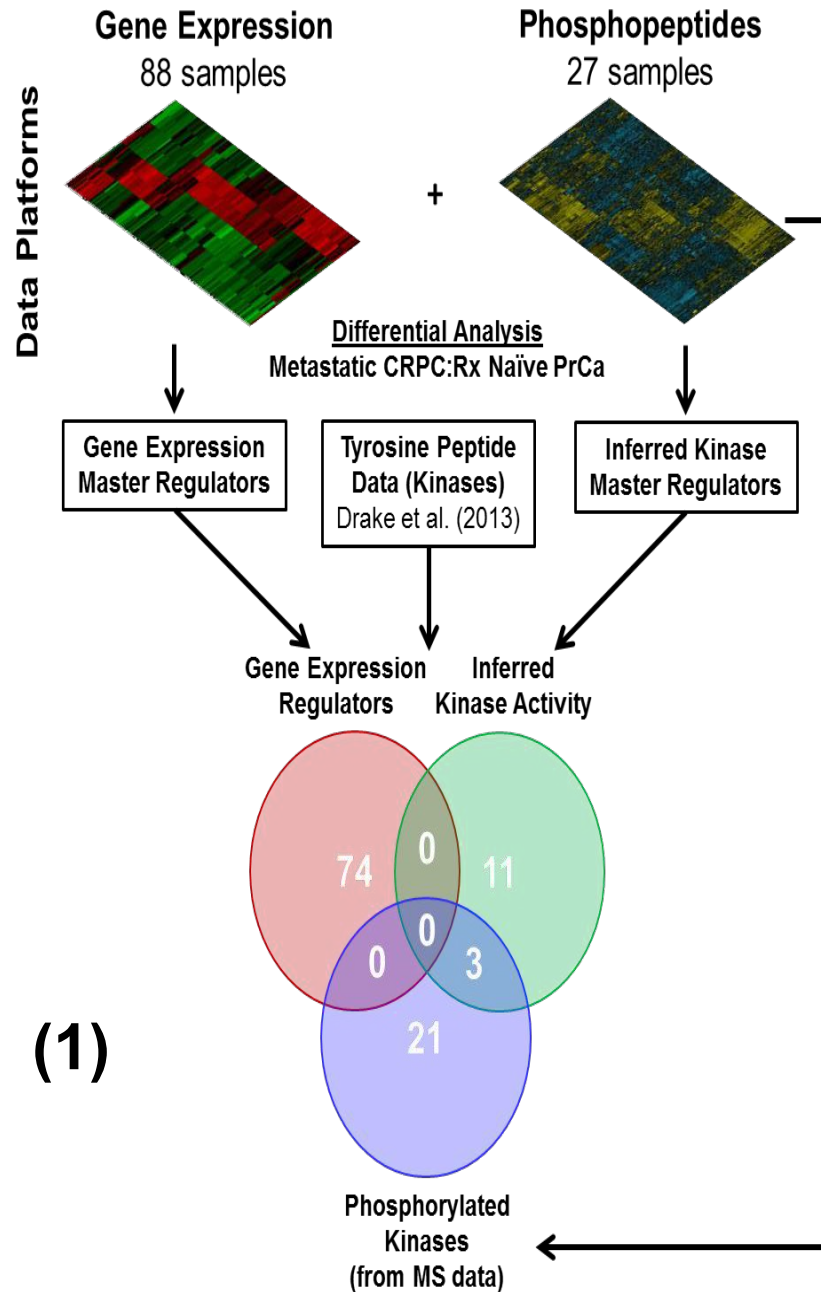 Gene Expression
88 samples
Phosphopeptides
27 samples
Data Platforms
+
Differential Analysis
Metastatic CRPC:Rx Naïve PrCa
Gene Expression
Master Regulators
Tyrosine Peptide
Data (Kinases)
Drake et al. (2013)
Inferred Kinase
Master Regulators
Gene Expression
Regulators
Inferred
Kinase Activity
0
74
11
0
0
3
21
(1)
Phosphorylated
Kinases
(from MS data)